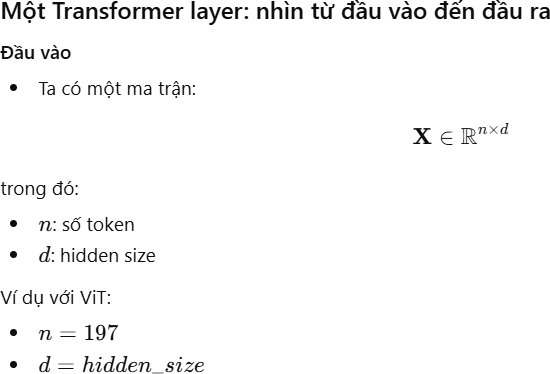 Một Transformer layer: nhìn từ đầu vào đến đầu ra
Đầu vào
• Ta có một ma trận:
X ∈ ℝ^{n×d}
trong đó:
• n: số token
• d: hidden size
Ví dụ với ViT:
• n = 197
• d = hidden_size